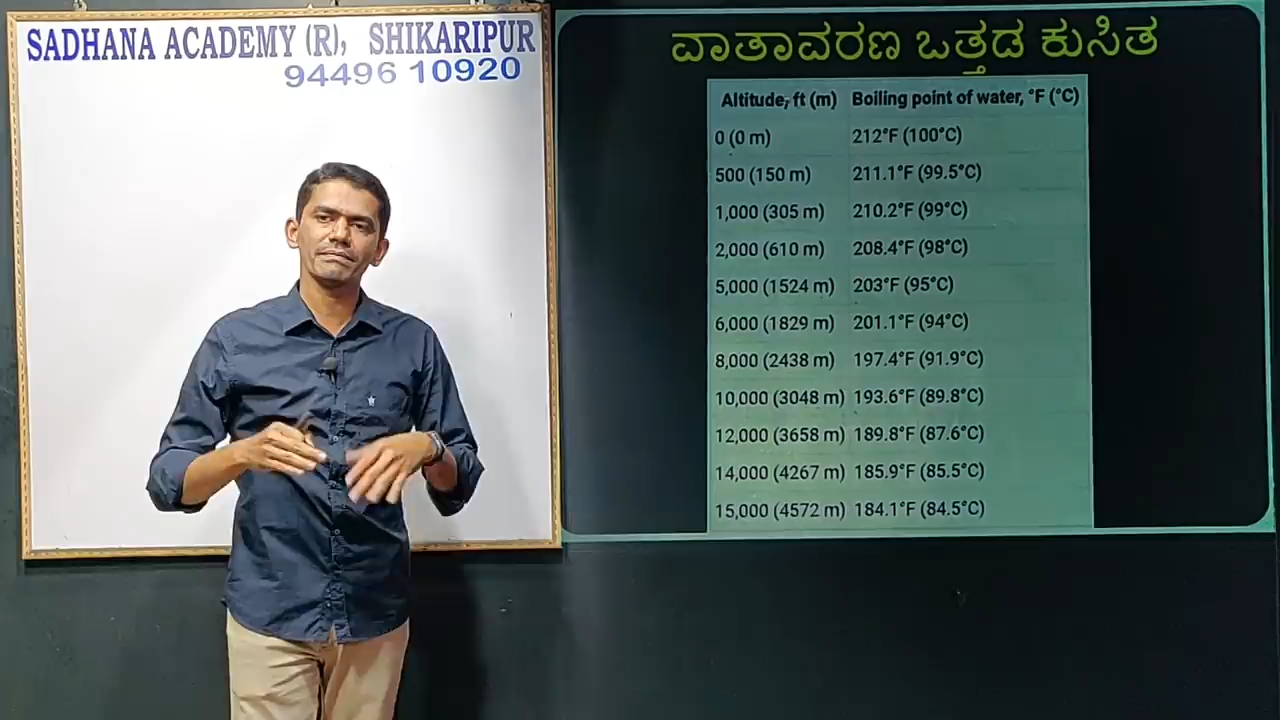 SADHANA ACADEMY (R), SHIKARIPUR
94496 10920
ವಾತಾವರಣ ಒತ್ತಡ ಕುಸಿತ
Altitude, ft (m) Boiling point of water, °F (°C)
0 (0 m) 212°F (100°C)
500 (150 m) 211.1°F (99.5°C)
1,000 (305 m) 210.2°F (99°C)
2,000 (610 m) 208.4°F (98°C)
5,000 (1524 m) 203°F (95°C)
6,000 (1829 m) 201.1°F (94°C)
8,000 (2438 m) 197.4°F (91.9°C)
10,000 (3048 m) 193.6°F (89.8°C)
12,000 (3658 m) 189.8°F (87.6°C)
14,000 (4267 m) 185.9°F (85.5°C)
15,000 (4572 m) 184.1°F (84.5°C)